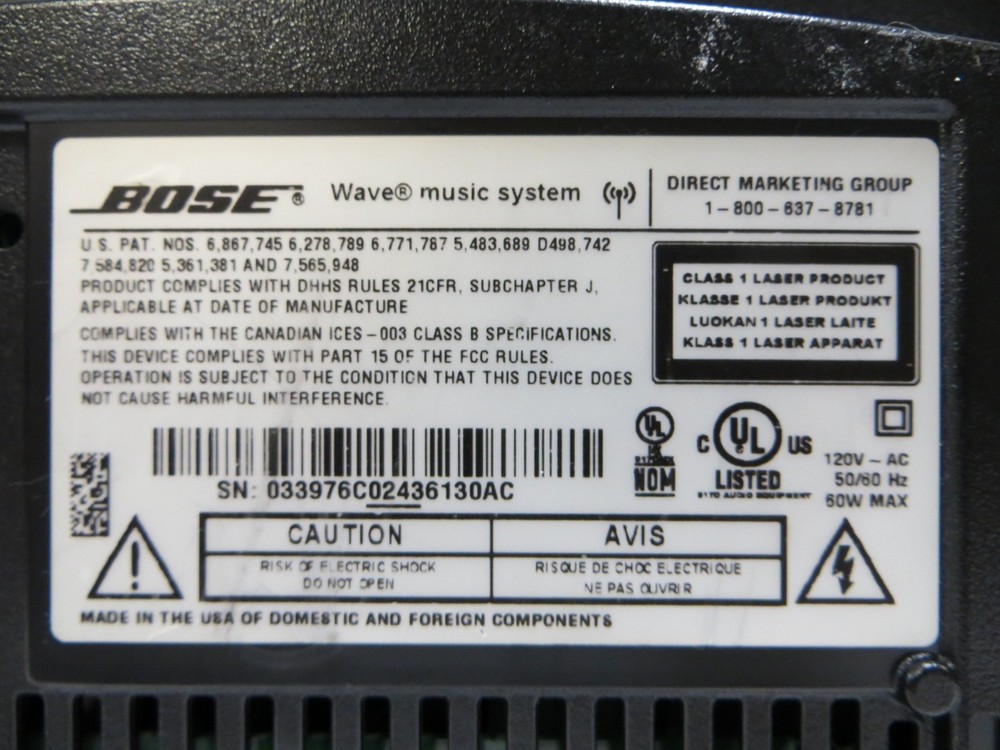 BOSE® Wave® music system
DIRECT MARKETING GROUP
1-800-637-8781
U.S. PAT. NOS. 6,867,745 6,278,789 6,771,787 5,483,689 D498,742
7,584,820 5,361,381 AND 7,565,948
PRODUCT COMPLIES WITH DHHS RULES 21CFR, SUBCHAPTER J,
APPLICABLE AT DATE OF MANUFACTURE
COMPLIES WITH THE CANADIAN ICES-003 CLASS B SPECIFICATIONS.
THIS DEVICE COMPLIES WITH PART 15 OF THE FCC RULES.
OPERATION IS SUBJECT TO THE CONDITION THAT THIS DEVICE DOES
NOT CAUSE HARMFUL INTERFERENCE.
CLASS 1 LASER PRODUCT
KLASSE 1 LASER PRODUKT
LUOKAN 1 LASER LAITE
KLASS 1 LASER APPARAT
SN: 033976C02436130AC
UL
NOM
C UL US
LISTED
91TD AUDIO EQUIPMENT
120V ~ AC
50/60 Hz
60W MAX
CAUTION
RISK OF ELECTRIC SHOCK
DO NOT OPEN
AVIS
RISQUE DE CHOC ELECTRIQUE
NE PAS OUVRIR
MADE IN THE USA OF DOMESTIC AND FOREIGN COMPONENTS